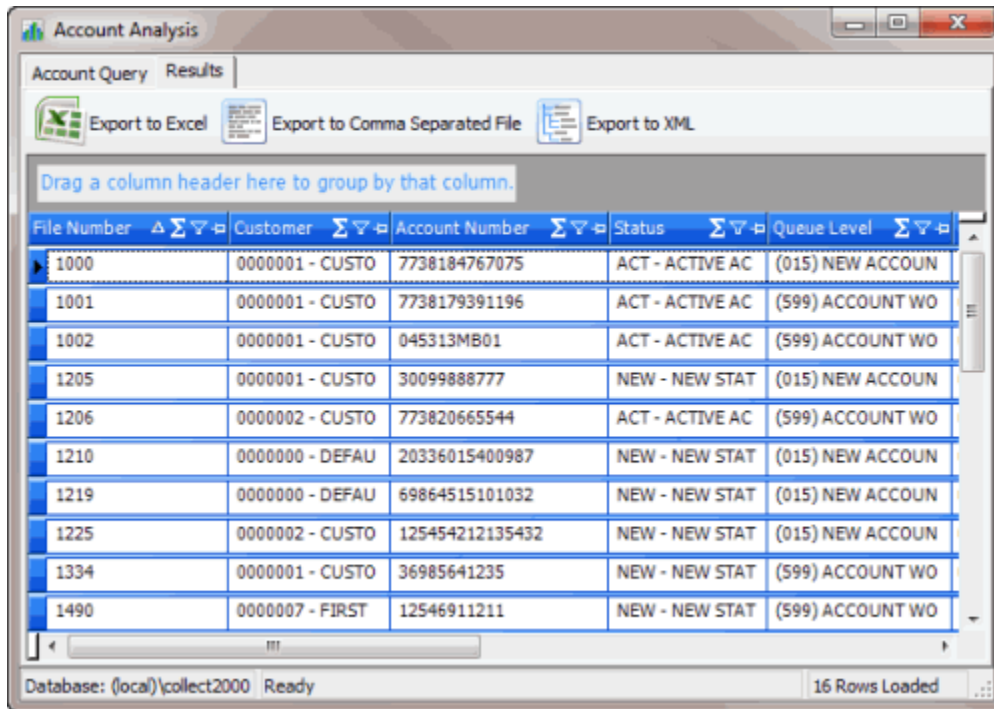 Account Analysis
Account Query Results
Export to Excel Export to Comma Separated File Export to XML
Drag a column header here to group by that column.
File Number Customer Account Number Status Queue Level
1000 0000001 - CUSTO 7738184767075 ACT - ACTIVE AC (015) NEW ACCOUN
1001 0000001 - CUSTO 7738179391196 ACT - ACTIVE AC (599) ACCOUNT WO
1002 0000001 - CUSTO 045313MB01 ACT - ACTIVE AC (599) ACCOUNT WO
1205 0000001 - CUSTO 30099888777 NEW - NEW STAT (015) NEW ACCOUN
1206 0000002 - CUSTO 773820665544 ACT - ACTIVE AC (599) ACCOUNT WO
1210 0000000 - DEFAU 20336015400987 NEW - NEW STAT (015) NEW ACCOUN
1219 0000000 - DEFAU 69864515101032 NEW - NEW STAT (015) NEW ACCOUN
1225 0000002 - CUSTO 125454212135432 NEW - NEW STAT (015) NEW ACCOUN
1334 0000001 - CUSTO 36985641235 NEW - NEW STAT (599) ACCOUNT WO
1490 0000007 - FIRST 12546911211 NEW - NEW STAT (599) ACCOUNT WO
Database: (local)\collect2000 Ready 16 Rows Loaded